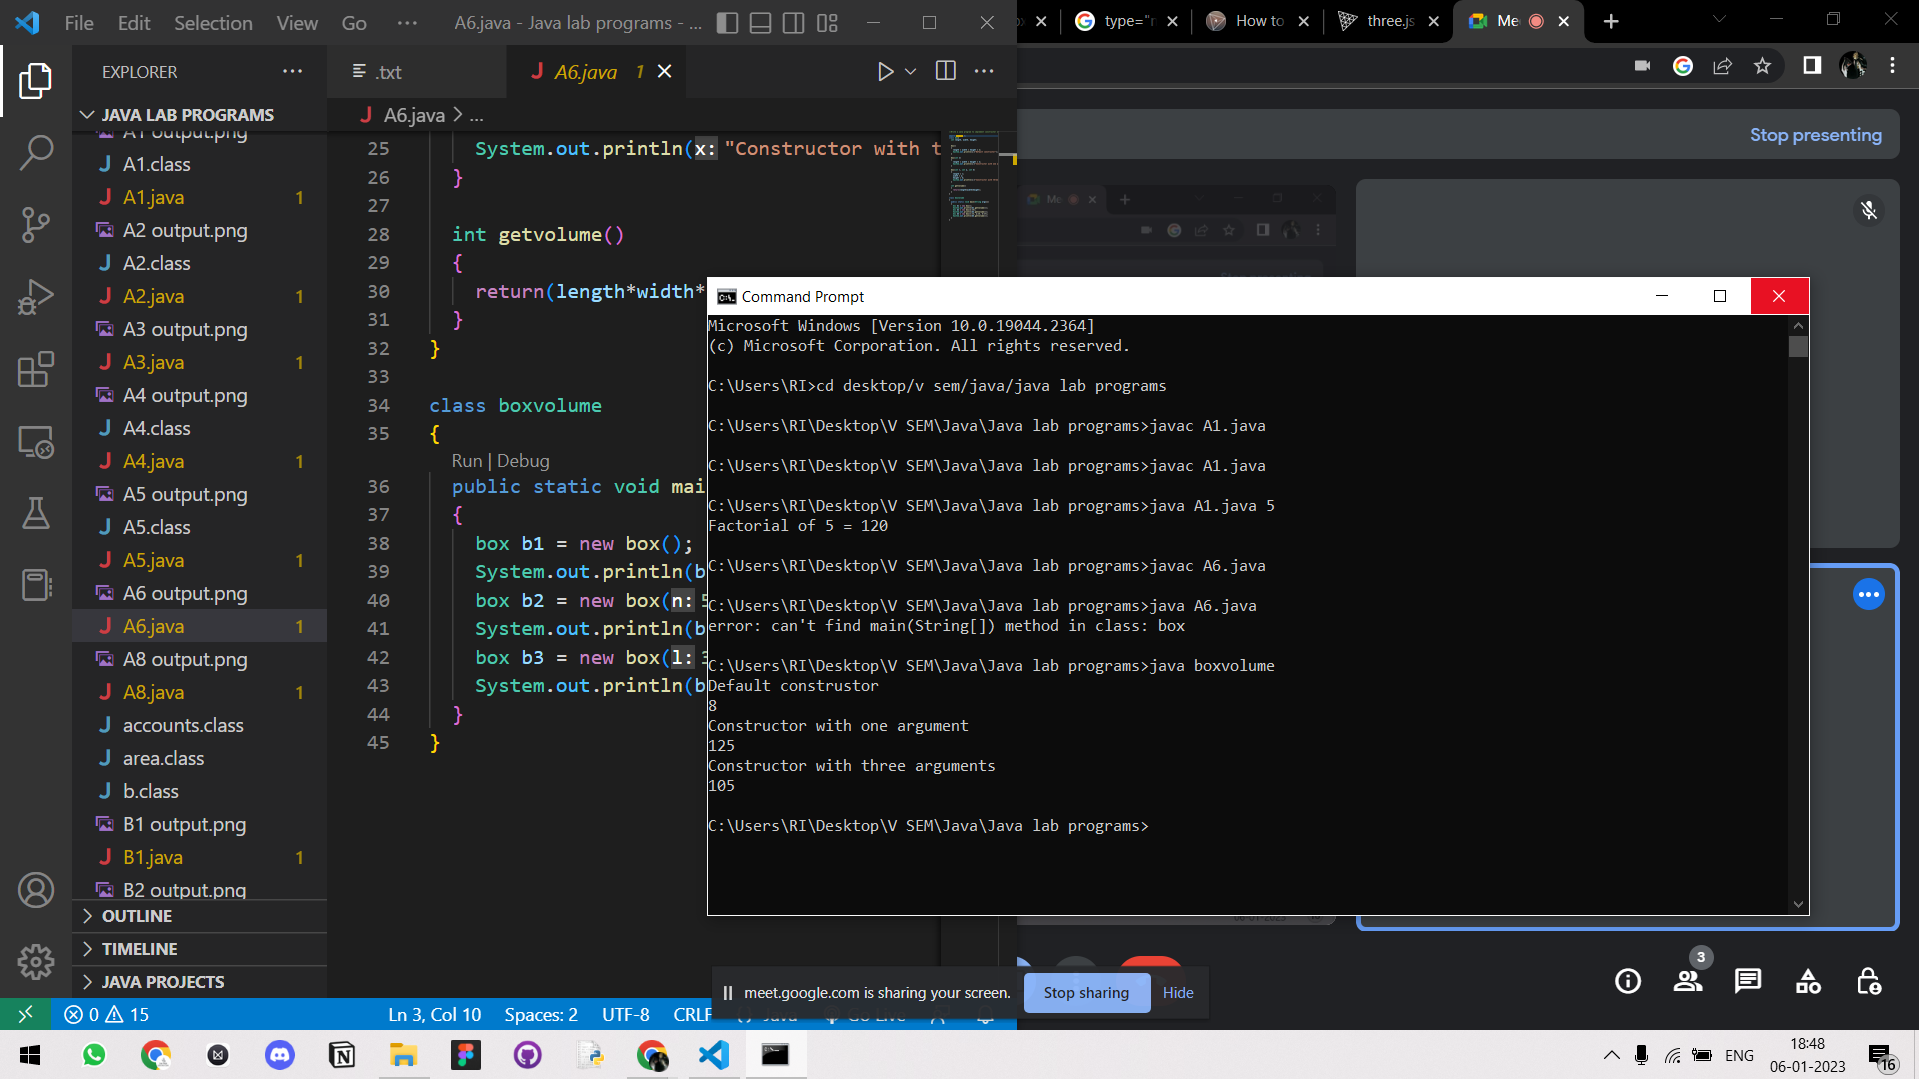 File Edit Selection View Go ··· A6.java - Java lab programs - ...
EXPLORER ···
JAVA LAB PROGRAMS
A1 output.png
A1.class
A1.java 1
A2 output.png
A2.class
A2.java 1
A3 output.png
A3.java 1
A4 output.png
A4.class
A4.java 1
A5 output.png
A5.class
A5.java 1
A6 output.png
A6.java 1
A8 output.png
A8.java 1
accounts.class
area.class
b.class
B1 output.png
B1.java 1
B2 output.png
OUTLINE
TIMELINE
JAVA PROJECTS
.txt
A6.java 1
A6.java > ...
25 System.out.println(x: "Constructor with t
26 }
27
28 int getvolume()
29 {
30 return(length*width*
31 }
32 }
33
34 class boxvolume
35 {
Run | Debug
36 public static void mai
37 {
38 box b1 = new box();
39 System.out.println(b
40 box b2 = new box(n: 5
41 System.out.println(b
42 box b3 = new box(l: 3
43 System.out.println(b
44 }
45 }
0 15 Ln 3, Col 10 Spaces: 2 UTF-8 CRLF
type="n
How to
three.js
Me
Stop presenting
Command Prompt
Microsoft Windows [Version 10.0.19044.2364]
(c) Microsoft Corporation. All rights reserved.
C:\Users\RI>cd desktop/v sem/java/java lab programs
C:\Users\RI\Desktop\V SEM\Java\Java lab programs>javac A1.java
C:\Users\RI\Desktop\V SEM\Java\Java lab programs>javac A1.java
C:\Users\RI\Desktop\V SEM\Java\Java lab programs>java A1.java 5
Factorial of 5 = 120
C:\Users\RI\Desktop\V SEM\Java\Java lab programs>javac A6.java
C:\Users\RI\Desktop\V SEM\Java\Java lab programs>java A6.java
error: can't find main(String[]) method in class: box
C:\Users\RI\Desktop\V SEM\Java\Java lab programs>java boxvolume
Default construstor
8
Constructor with one argument
125
Constructor with three arguments
105
C:\Users\RI\Desktop\V SEM\Java\Java lab programs>
3
meet.google.com is sharing your screen. Stop sharing Hide
ENG
18:48
06-01-2023
16